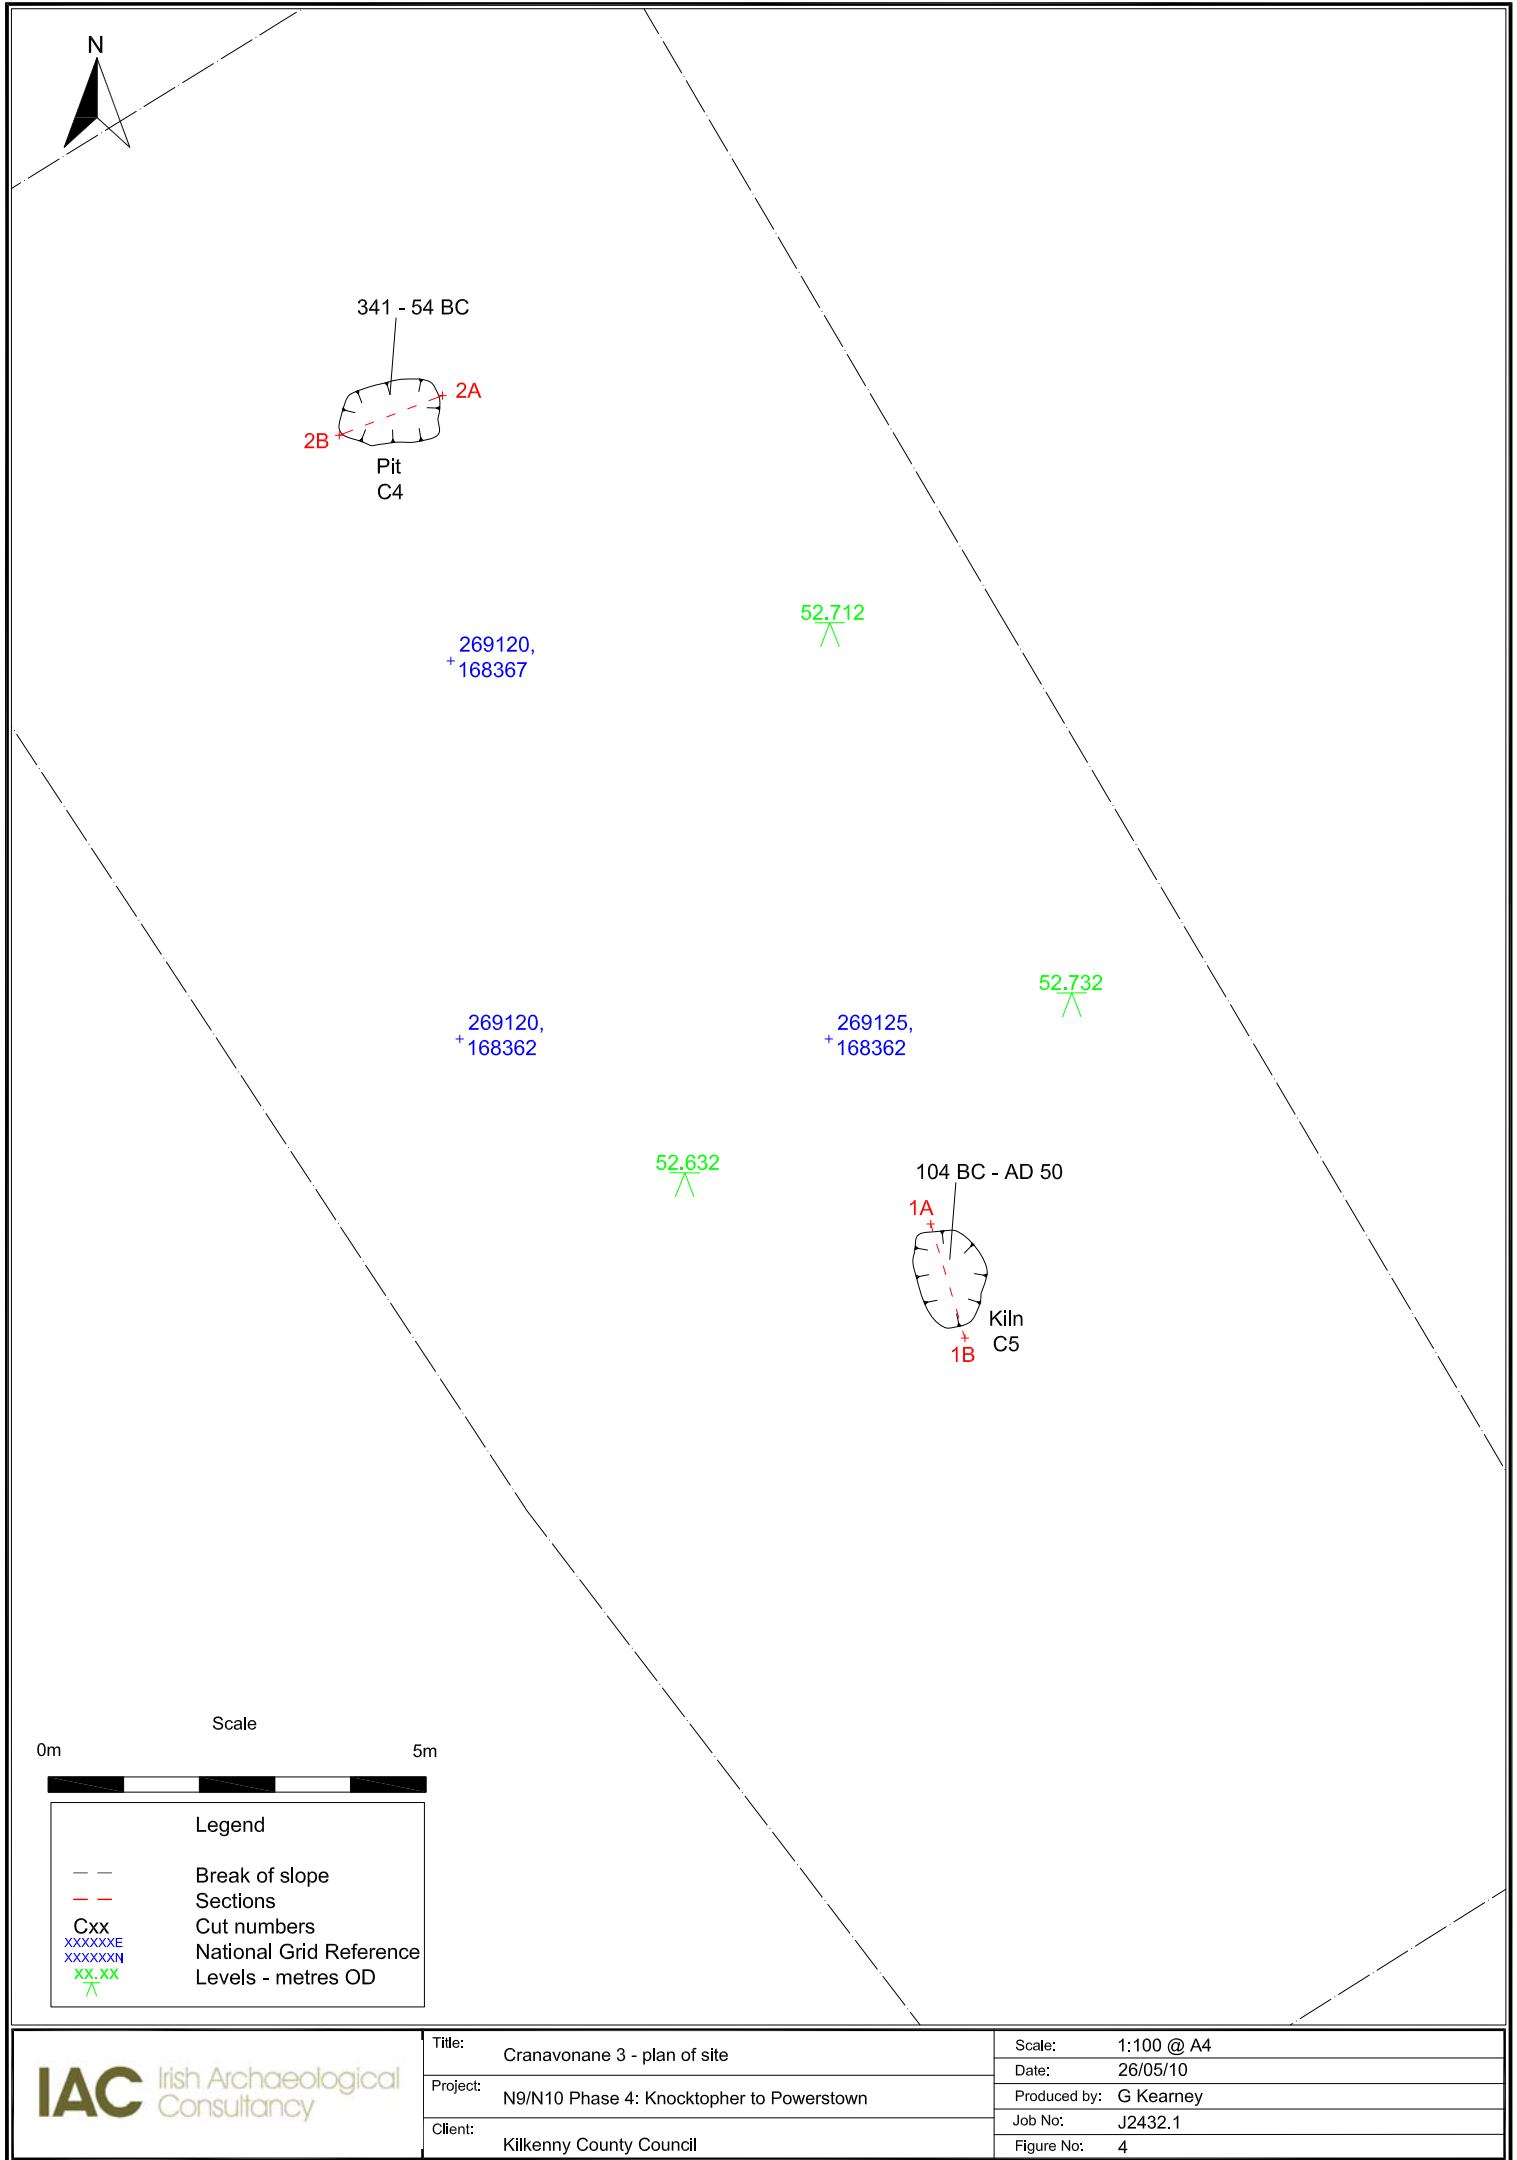 N
341 - 54 BC
2A
2B
Pit
C4
52.712
269120,
168367
52.732
269120,
168362
269125,
168362
52.632
104 BC - AD 50
1A
Kiln
C5
1B
Scale
0m 5m
Legend
Break of slope
Sections
Cxx Cut numbers
XXXXXXE
XXXXXXN
National Grid Reference
XX.XX
Levels - metres OD
IAC Irish Archaeological
Consultancy
Title: Cranavonane 3 - plan of site
Project: N9/N10 Phase 4: Knocktopher to Powerstown
Client: Kilkenny County Council
Scale: 1:100 @ A4
Date: 26/05/10
Produced by: G Kearney
Job No: J2432.1
Figure No: 4